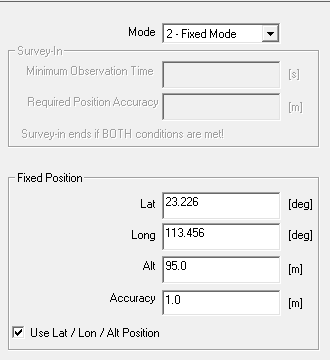 Mode 2 - Fixed Mode
Survey-In
Minimum Observation Time [s]
Required Position Accuracy [m]
Survey-in ends if BOTH conditions are met!
Fixed Position
Lat 23.226 [deg]
Long 113.456 [deg]
Alt 95.0 [m]
Accuracy 1.0 [m]
Use Lat / Lon / Alt Position